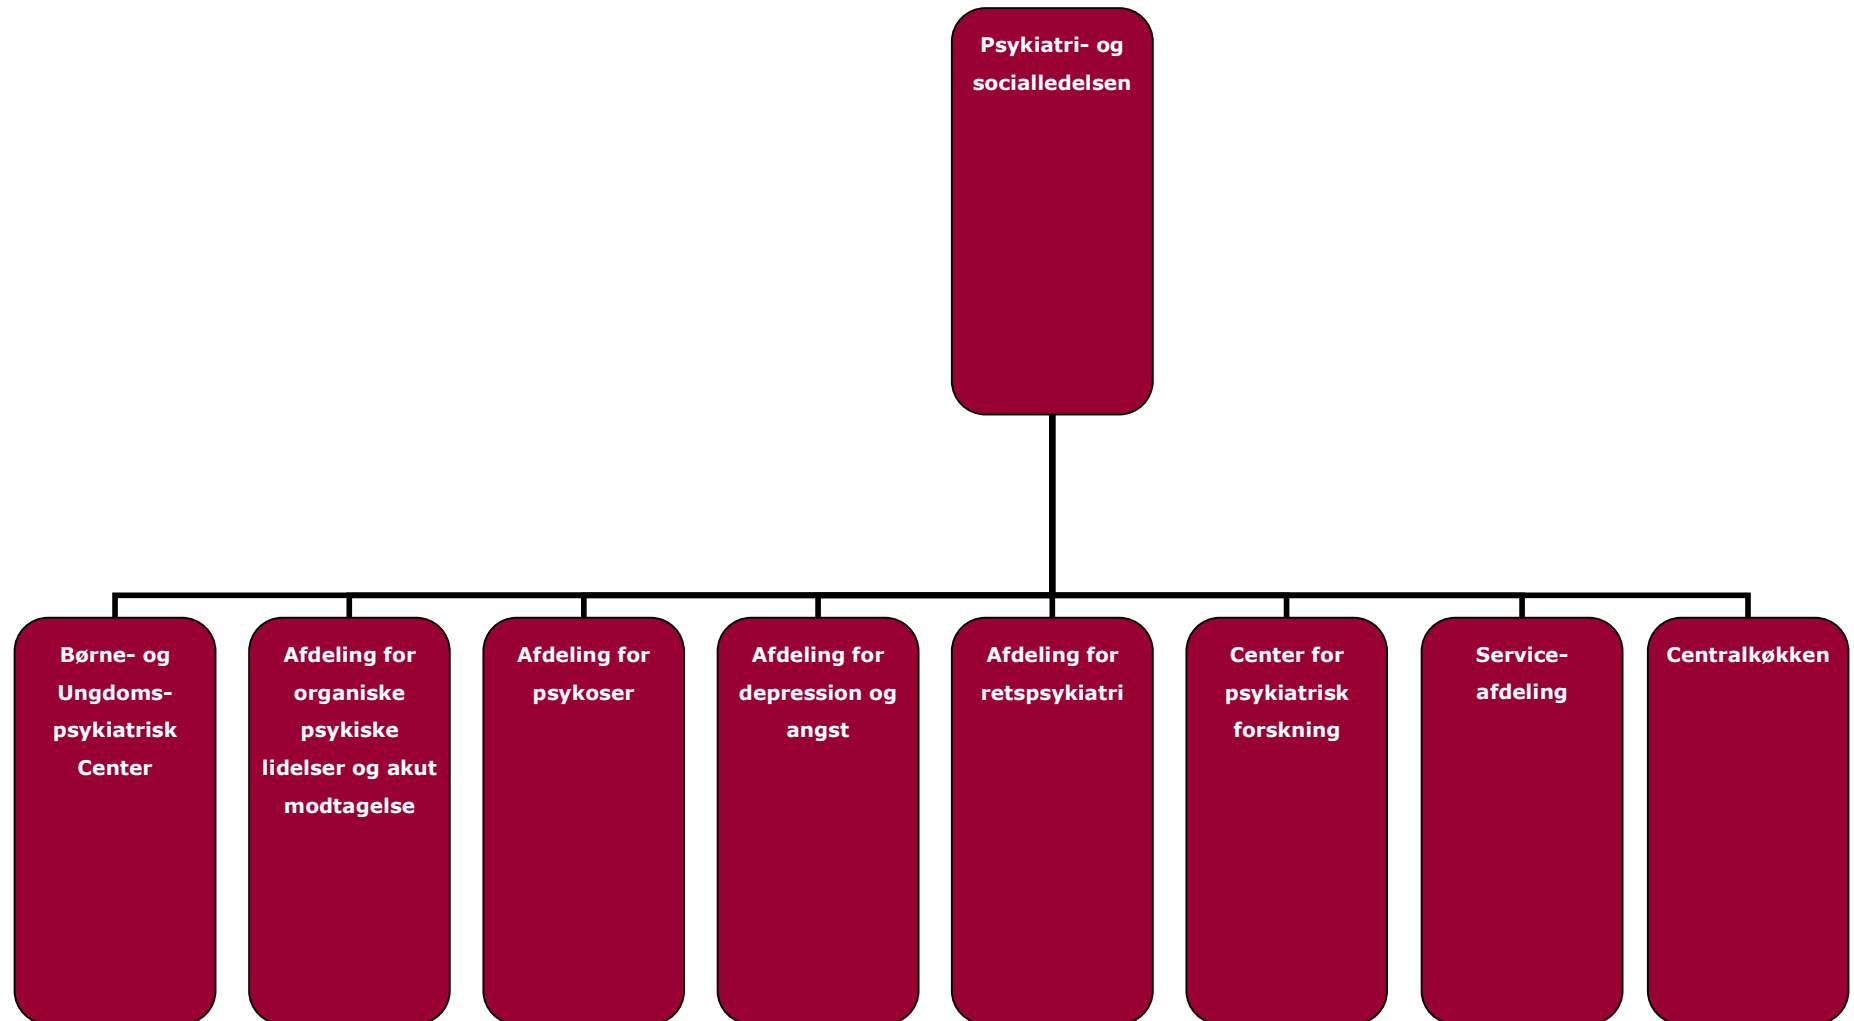 Psykiatri- og
socialledelsen
Børne- og
Ungdoms-
psykiatrisk
Center
Afdeling for
organiske
psykiske
lidelser og akut
modtagelse
Afdeling for
psykoser
Afdeling for
depression og
angst
Afdeling for
retspsykiatri
Center for
psykiatrisk
forskning
Service-
afdeling
Centralkøkken